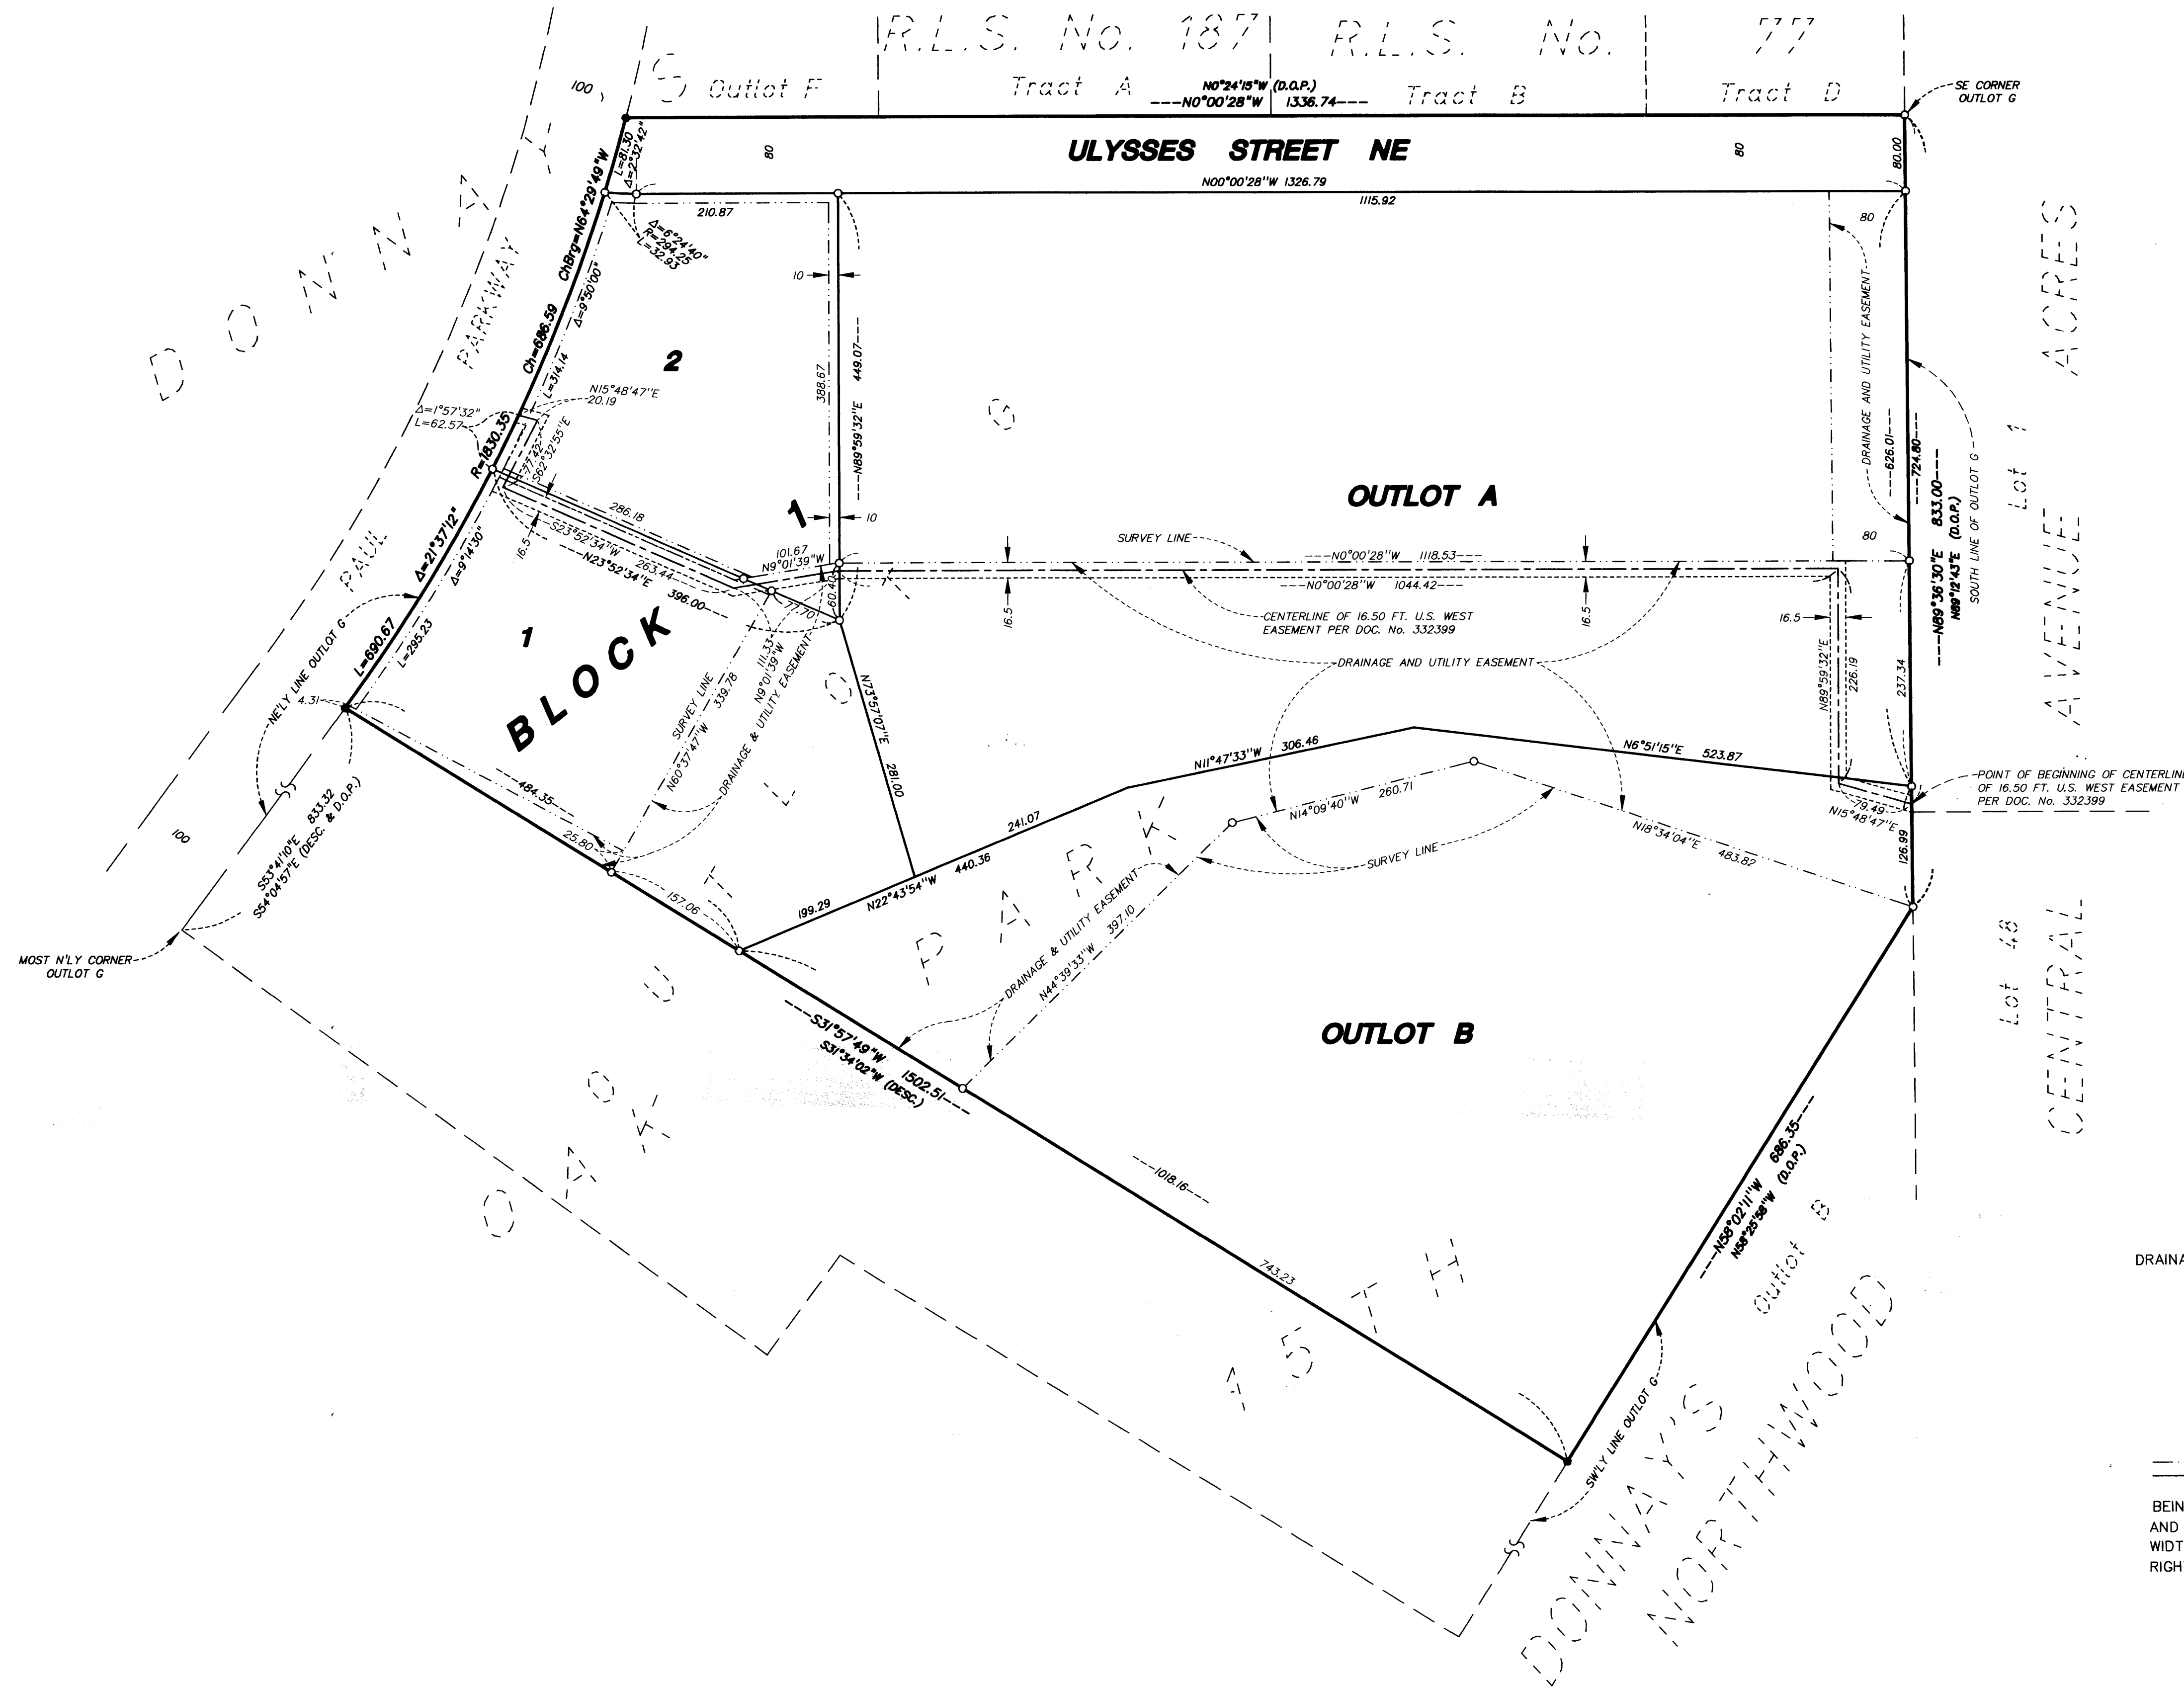 R.L.S. No. 187
R.L.S. No. 77
100
6
Outlot F
Tract A
N0°24'15"W (D.O.P.)
---N0°00'28"W 1336.74---
Tract B
Tract D
SE CORNER
OUTLOT G
L=81.30
Δ=2°32'42"
80
ULYSSES STREET NE
80
80.00
N00°00'28"W 1326.79
210.87
1115.92
80
Δ=6°24'40"
R=294.25
L=32.93
DONNAY
PAUL PARKWAY
ChBrg=N64°29'49"W
Ch=686.59
R=1830.35
Δ=21°37'12"
L=690.67
Δ=9°50'00"
L=314.14
10
2
388.67
---N89°59'32"E 449.07---
N15°48'47"E
20.19
Δ=1°57'32"
L=62.57
77.42
S62°32'55"E
G
DRAINAGE AND UTILITY EASEMENT
---626.01---
---724.80---
---N89°36'30"E 833.00---
N89°12'43"E (D.O.P.)
SOUTH LINE OF OUTLOT G
Lot 1
CENTRAL AVENUE ACRES
OUTLOT A
286.18
1
10
80
16.5
S23°52'34"W
---N23°52'34"E
263.44
396.00
101.67
N9°01'39"W
60.40
77.70
SURVEY LINE
---N0°00'28"W 1118.53---
---N0°00'28"W 1044.42---
16.5
16.5
CENTERLINE OF 16.50 FT. U.S. WEST
EASEMENT PER DOC. No. 332399
16.5
Δ=9°14'30"
L=295.23
1
BLOCK
NE'LY LINE OUTLOT G
4.31
SURVEY LINE
N60°37'47"W 339.78
111.33
N9°01'39"W
DRAINAGE & UTILITY EASEMENT
DRAINAGE AND UTILITY EASEMENT
N89°59'32"E
226.19
237.34
N73°57'07"E
281.00
N11°47'33"W 306.46
N6°51'15"E 523.87
POINT OF BEGINNING OF CENTERLINE
OF 16.50 FT. U.S. WEST EASEMENT
PER DOC. No. 332399
79.49
N15°48'47"E
126.99
---484.35---
25.80
157.06
241.07
199.29
N22°43'54"W 440.36
N14°09'40"W 260.71
SURVEY LINE
N18°34'04"E 483.82
100
S53°41'10"E 833.32
S54°04'57"E (DESC. & D.O.P.)
MOST N'LY CORNER
OUTLOT G
OUTLOT
PARK
DRAINAGE & UTILITY EASEMENT
N44°39'33"W 397.10
---S31°57'49"W 1502.51---
S31°34'02"W (DESC.)
OUTLOT B
Lot 48
OAK
---1018.16---
743.23
---N58°02'11"W 686.35---
N58°25'58"W (D.O.P.)
Outlot B
15TH
SW'LY LINE OUTLOT G
DONNAY'S
NORTHWOOD
DRAINA
BEIN
AND
WIDT
RIGH